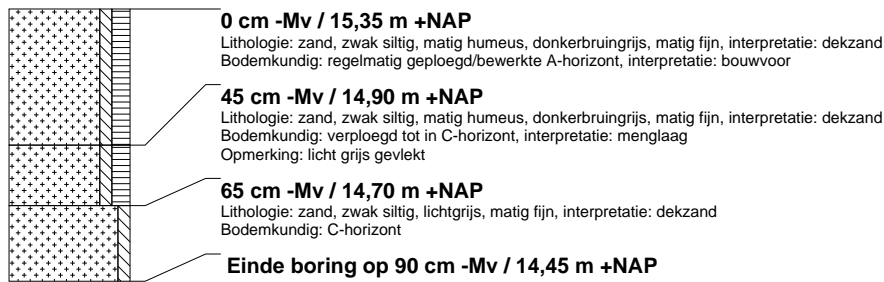 0 cm -Mv / 15,35 m +NAP
Lithologie: zand, zwak siltig, matig humeus, donkerbruingrijs, matig fijn, interpretatie: dekzand
Bodemkundig: regelmatig geploegd/bewerkte A-horizont, interpretatie: bouwvoor
45 cm -Mv / 14,90 m +NAP
Lithologie: zand, zwak siltig, matig humeus, donkerbruingrijs, matig fijn, interpretatie: dekzand
Bodemkundig: verploegd tot in C-horizont, interpretatie: menglaag
Opmerking: licht grijs gevlekt
65 cm -Mv / 14,70 m +NAP
Lithologie: zand, zwak siltig, lichtgrijs, matig fijn, interpretatie: dekzand
Bodemkundig: C-horizont
Einde boring op 90 cm -Mv / 14,45 m +NAP